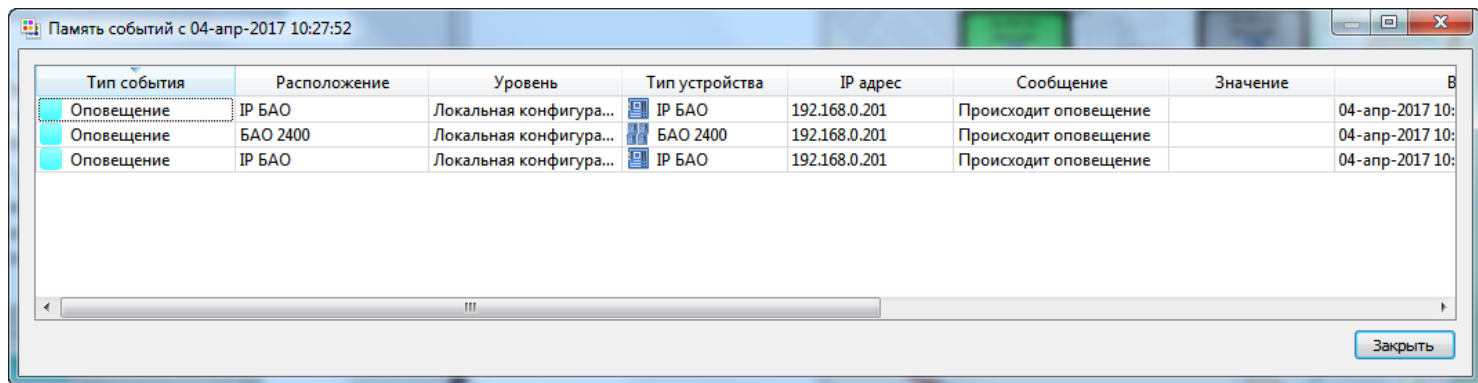 Память событий с 04-апр-2017 10:27:52
Тип события Расположение Уровень Тип устройства IP адрес Сообщение Значение В
Оповещение IP БАО Локальная конфигура... IP БАО 192.168.0.201 Происходит оповещение 04-апр-2017 10:
Оповещение БАО 2400 Локальная конфигура... БАО 2400 192.168.0.201 Происходит оповещение 04-апр-2017 10:
Оповещение IP БАО Локальная конфигура... IP БАО 192.168.0.201 Происходит оповещение 04-апр-2017 10:
Закрыть